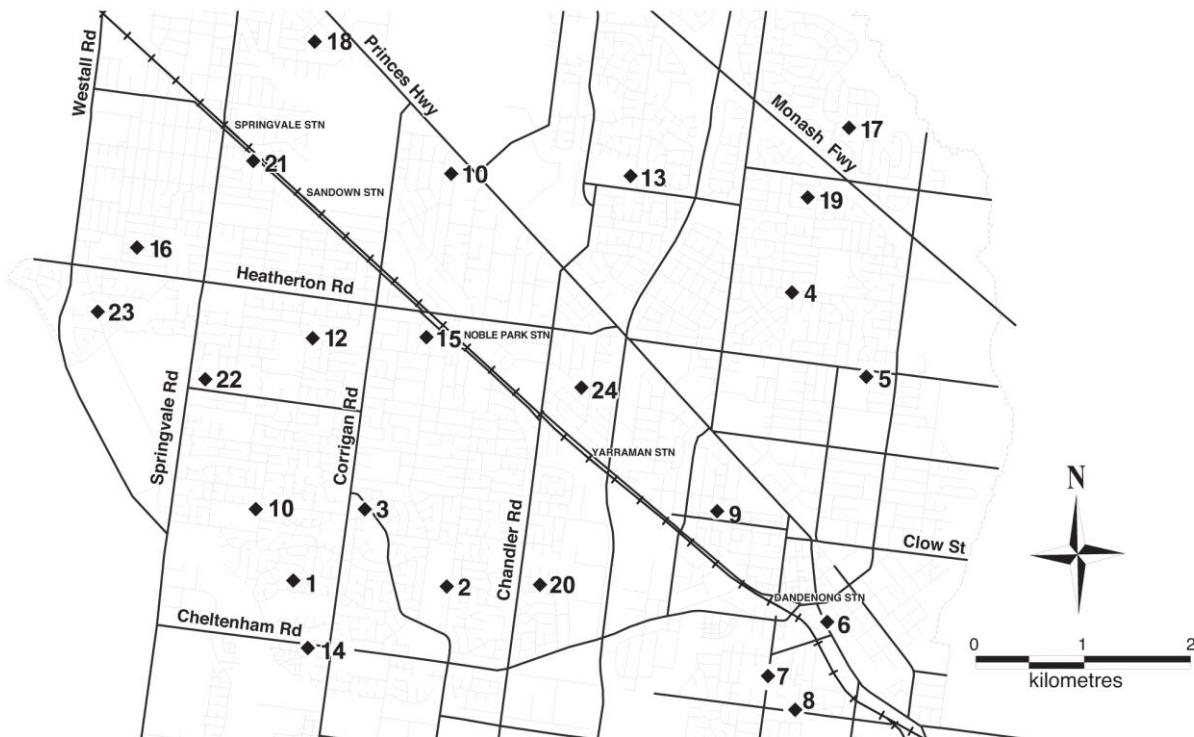 Westall Rd
18
Princes Hwy
SPRINGVALE STN
Monash Fwy
17
21
10
13
SANDOWN STN
19
16
Heatherton Rd
4
23
12
15
NOBLE PARK STN
22
24
5
Springvale Rd
Corrigan Rd
YARRAMAN STN
10
3
9
Chandler Rd
Clow St
N
1
2
20
DANDENONG STN
Cheltenham Rd
6
14
0 1 2
kilometres
7
8